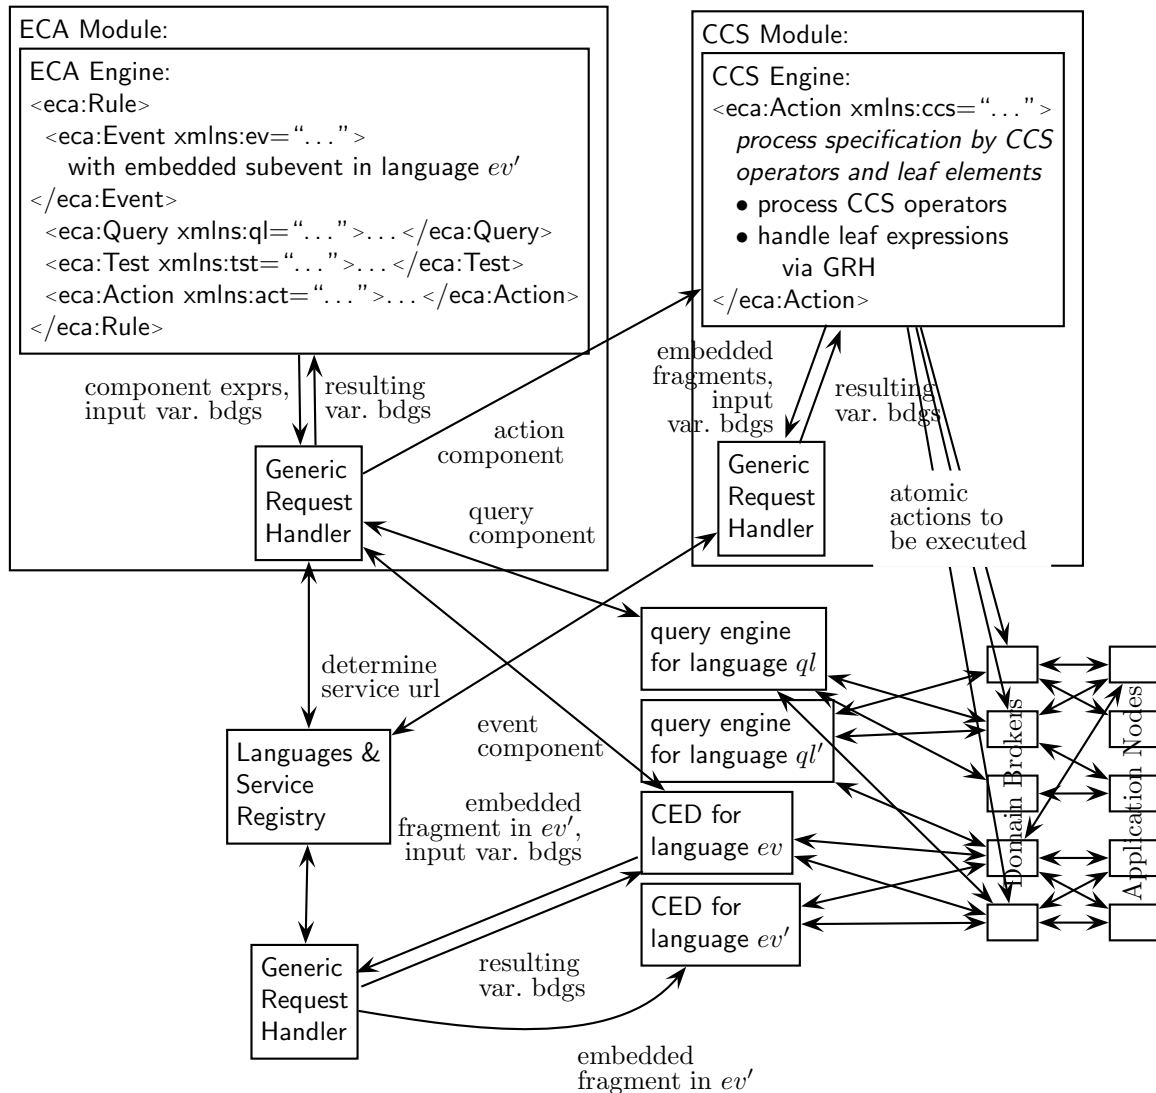 ECA Module:
ECA Engine:
<eca:Rule>
<eca:Event xmlns:ev=“...”>
with embedded subevent in language ev′
</eca:Event>
<eca:Query xmlns:ql=“...”>...</eca:Query>
<eca:Test xmlns:tst=“...”>...</eca:Test>
<eca:Action xmlns:act=“...”>...</eca:Action>
</eca:Rule>
CCS Module:
CCS Engine:
<eca:Action xmlns:ccs=“...”>
process specification by CCS
operators and leaf elements
• process CCS operators
• handle leaf expressions
via GRH
</eca:Action>
component exprs,
input var. bdgs
resulting
var. bdgs
embedded
fragments,
input
var. bdgs
resulting
var. bdgs
action
component
Generic
Request
Handler
Generic
Request
Handler
atomic
actions to
be executed
query
component
determine
service url
event
component
query engine
for language ql
query engine
for language ql′
Languages &
Service
Registry
embedded
fragment in ev′,
input var. bdgs
CED for
language ev
CED for
language ev′
Domain Brokers
Application Nodes
Generic
Request
Handler
resulting
var. bdgs
embedded
fragment in ev′